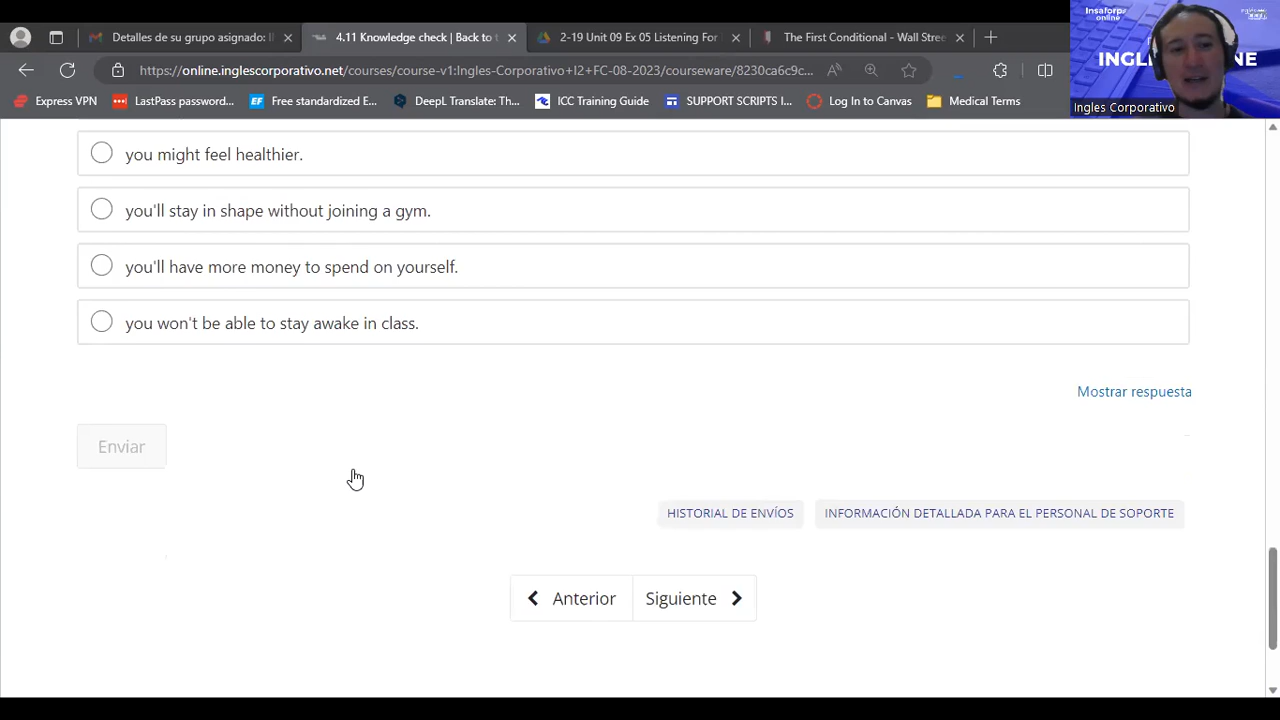 Detalles de su grupo asignado: II
4.11 Knowledge check | Back to t
2-19 Unit 09 Ex 05 Listening For
The First Conditional - Wall Stree
https://online.inglescorporativo.net/courses/course-v1:Ingles-Corporativo+I2+FC-08-2023/courseware/8230ca6c9c...
Express VPN
LastPass password...
Free standardized E...
DeepL Translate: Th...
ICC Training Guide
SUPPORT SCRIPTS I...
Log In to Canvas
Medical Terms
Insaforp
online
INGL
NE
Ingles Corporativo
you might feel healthier.
you'll stay in shape without joining a gym.
you'll have more money to spend on yourself.
you won't be able to stay awake in class.
Mostrar respuesta
Enviar
HISTORIAL DE ENVÍOS
INFORMACIÓN DETALLADA PARA EL PERSONAL DE SOPORTE
Anterior
Siguiente